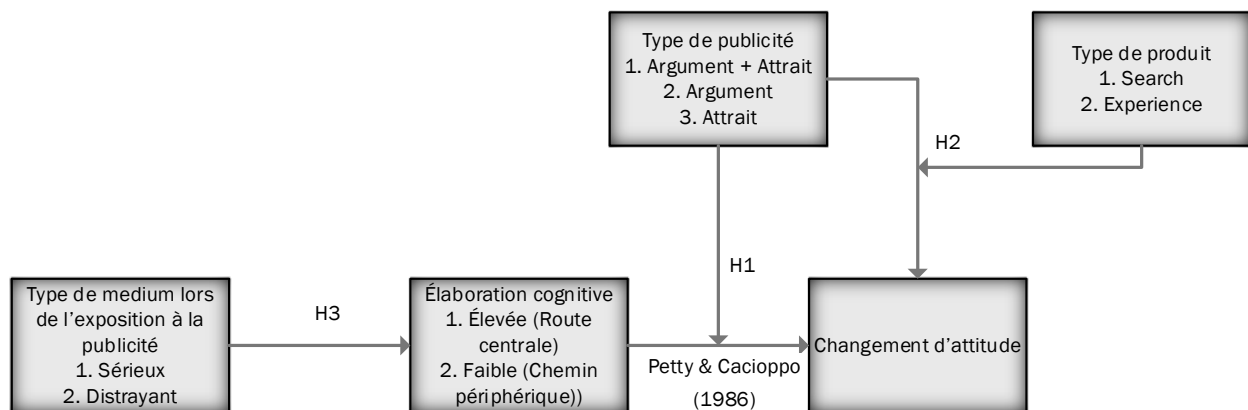 Type de publicité
1. Argument + Attrait
2. Argument
3. Attrait
Type de produit
1. Search
2. Experience
H2
H1
Type de medium lors
de l’exposition à la
publicité
1. Sérieux
2. Distrayant
H3
Élaboration cognitive
1. Élevée (Route
centrale)
2. Faible (Chemin
périphérique))
Petty & Cacioppo
(1986)
Changement d’attitude